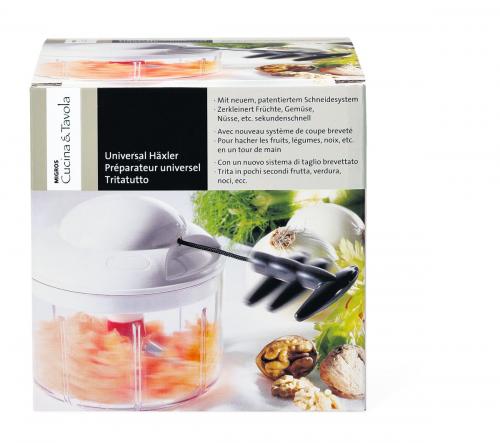 MIGROS
Cucina & Tavola
Universal Häxler
Préparateur universel
Tritatutto
· Mit neuem, patentiertem Schneidesystem
· Zerkleinert Früchte, Gemüse,
Nüsse, etc. sekundenschnell
· Avec nouveau système de coupe breveté
· Pour hacher les fruits, légumes, noix, etc.
en un tour de main
· Con un nuovo sistema di taglio brevettato
· Trita in pochi secondi frutta, verdura,
noci, ecc.